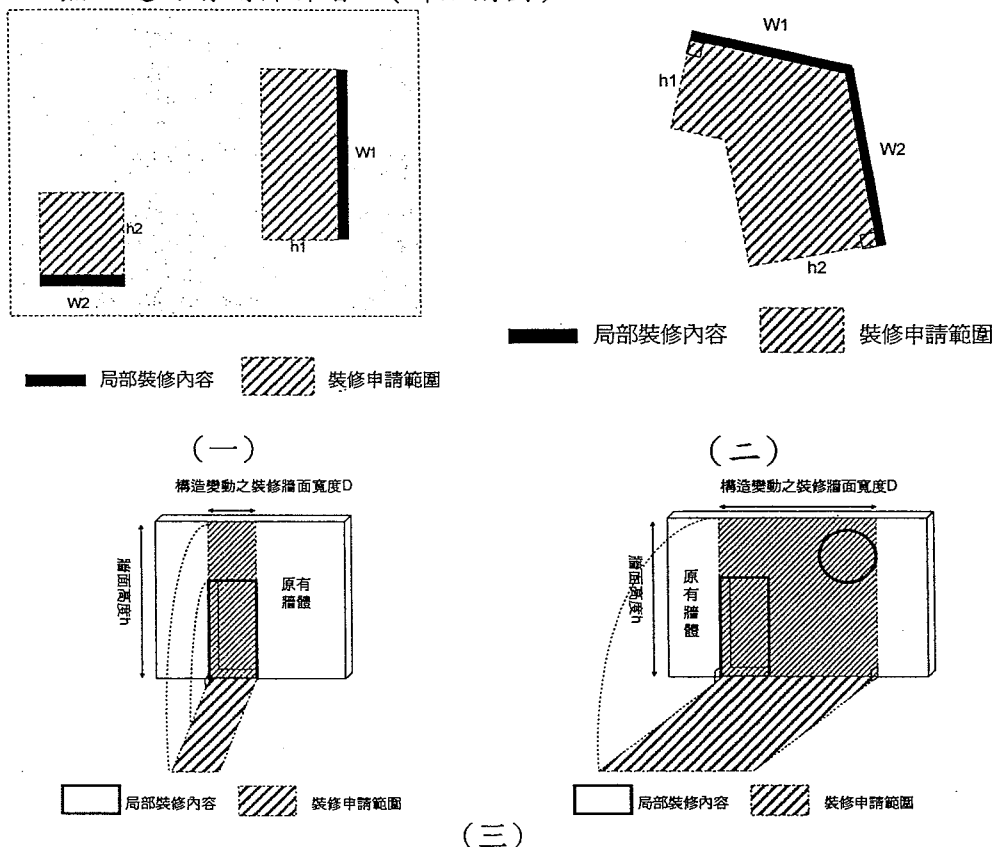 W1
h2
h1
W2
局部裝修內容
裝修申請範圍
(一)
W1
h1
W2
h2
局部裝修內容
裝修申請範圍
(二)
構造變動之裝修牆面寬度D
牆面高度h
原有牆體
局部裝修內容
裝修申請範圍
構造變動之裝修牆面寬度D
牆面高度h
原有牆體
局部裝修內容
裝修申請範圍
(三)